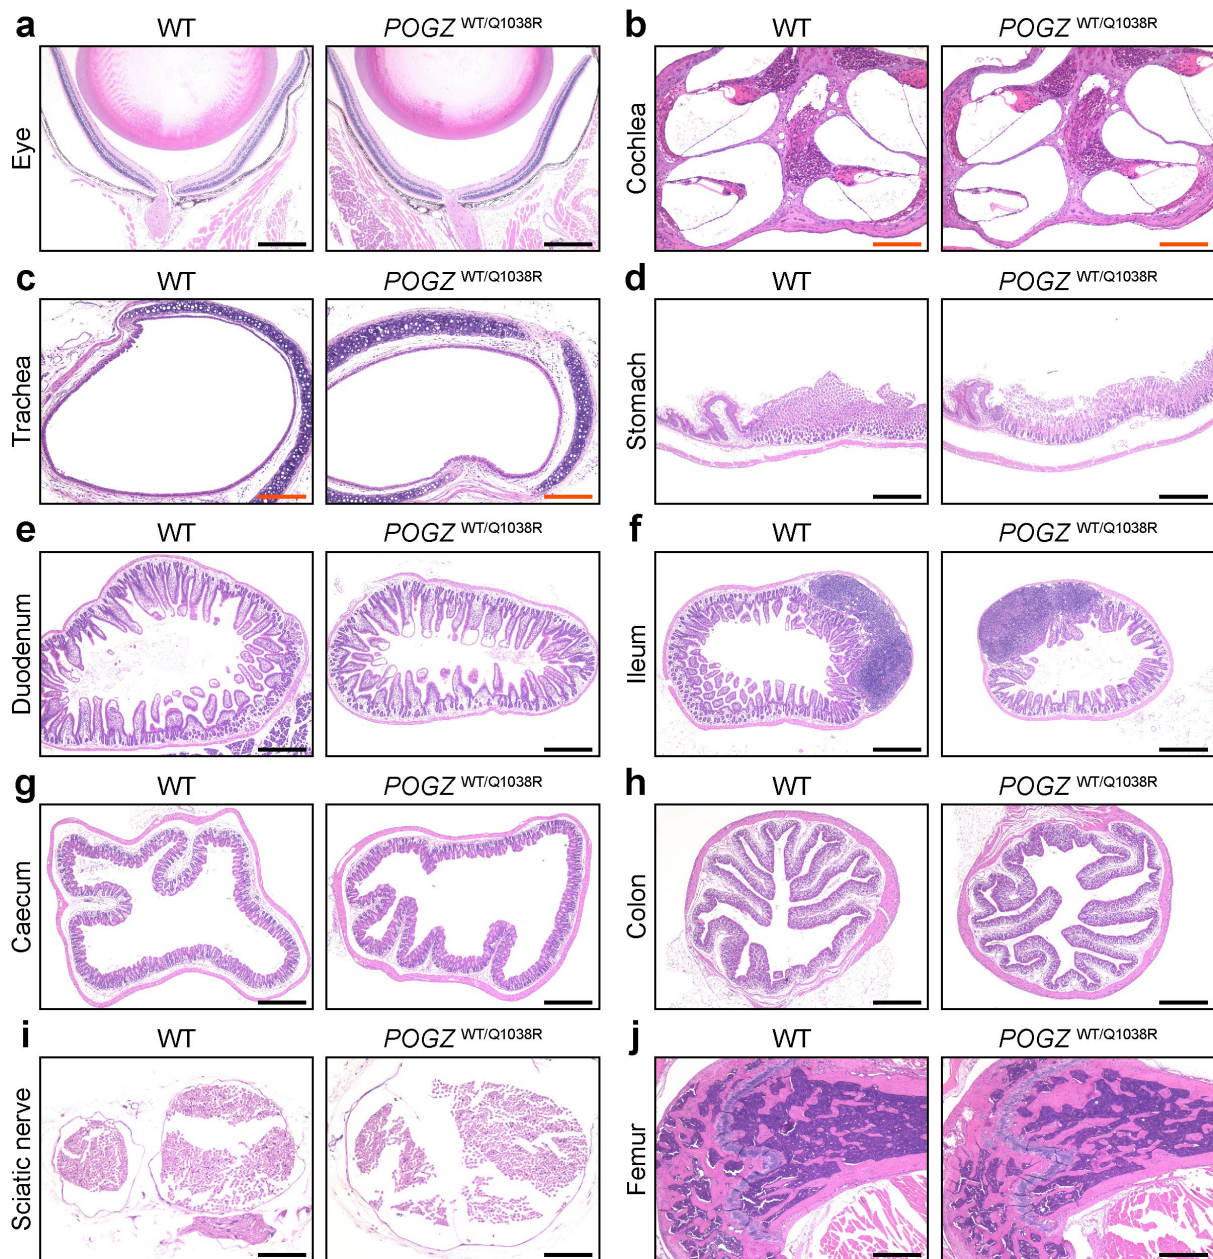 a WT POGZ WT/Q1038R b WT POGZ WT/Q1038R
Eye
Cochlea
c WT POGZ WT/Q1038R d WT POGZ WT/Q1038R
Trachea
Stomach
e WT POGZ WT/Q1038R f WT POGZ WT/Q1038R
Duodenum
Ileum
g WT POGZ WT/Q1038R h WT POGZ WT/Q1038R
Caecum
Colon
i WT POGZ WT/Q1038R j WT POGZ WT/Q1038R
Sciatic nerve
Femur